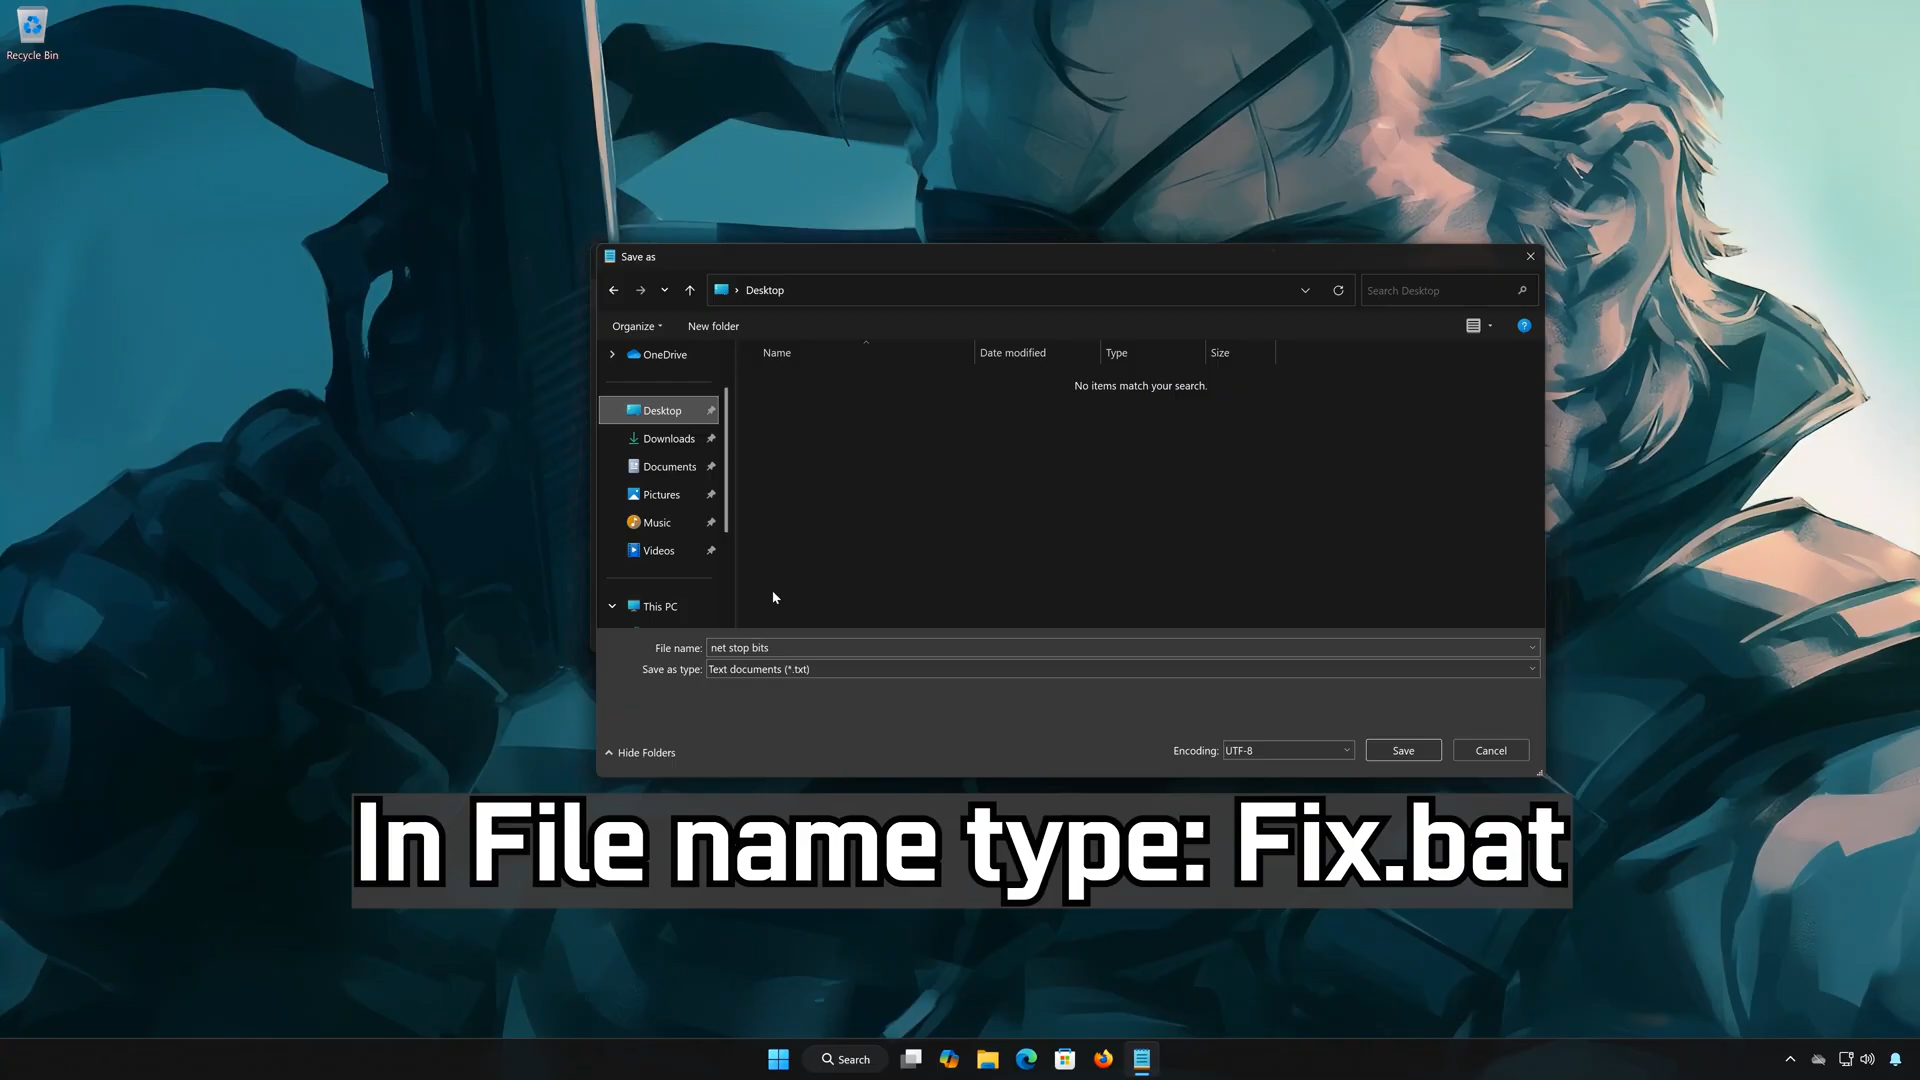 Recycle Bin
Save as
Desktop
Search Desktop
Organize
New folder
OneDrive
Name
Date modified
Type
Size
No items match your search.
Desktop
Downloads
Documents
Pictures
Music
Videos
This PC
File name: net stop bits
Save as type: Text documents (*.txt)
Hide Folders
Encoding: UTF-8
Save
Cancel
In File name type: Fix.bat
Search